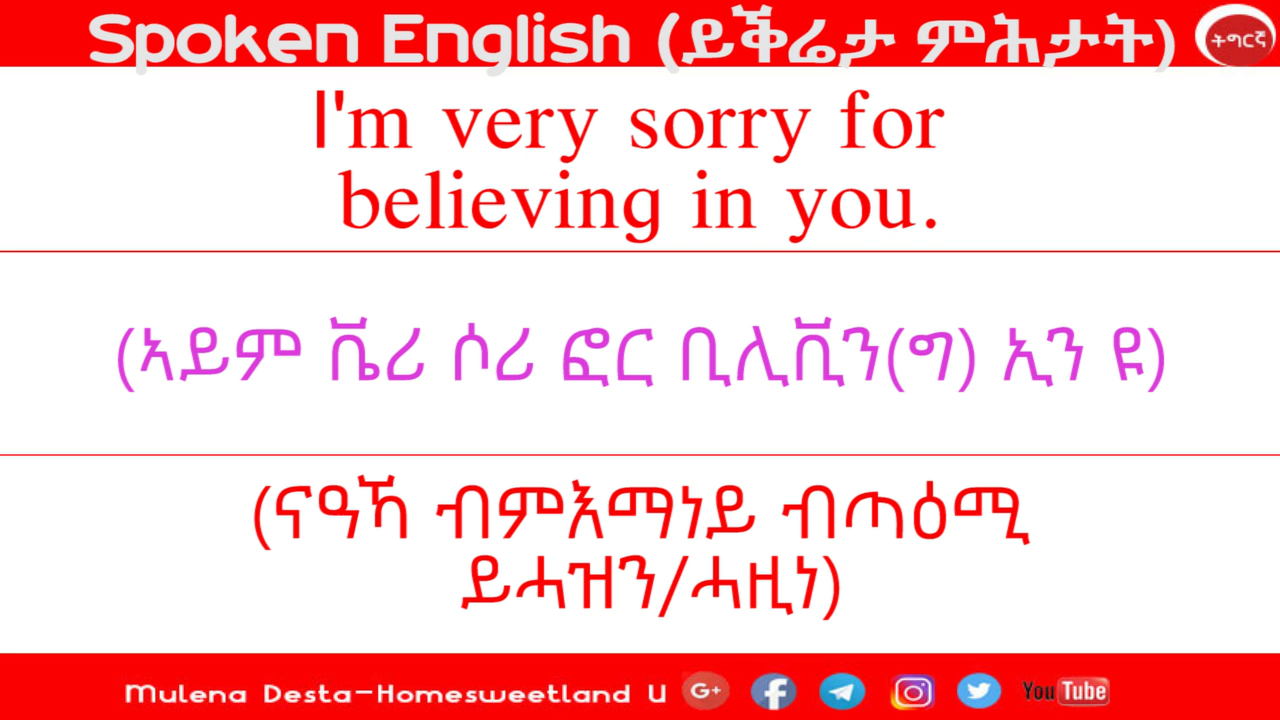 Spoken English (ይቕሬታ ምሕታት)
ትግርኛ
I'm very sorry for
believing in you.
(ኣይም ቬሪ ሶሪ ፎር ቢሊቪን(ግ) ኢን ዩ)
(ናዓኻ ብምእማነይ ብጣዕሚ
ይሓዝን/ሓዚነ)
Mulena Desta-Homesweetland U
G+
YouTube